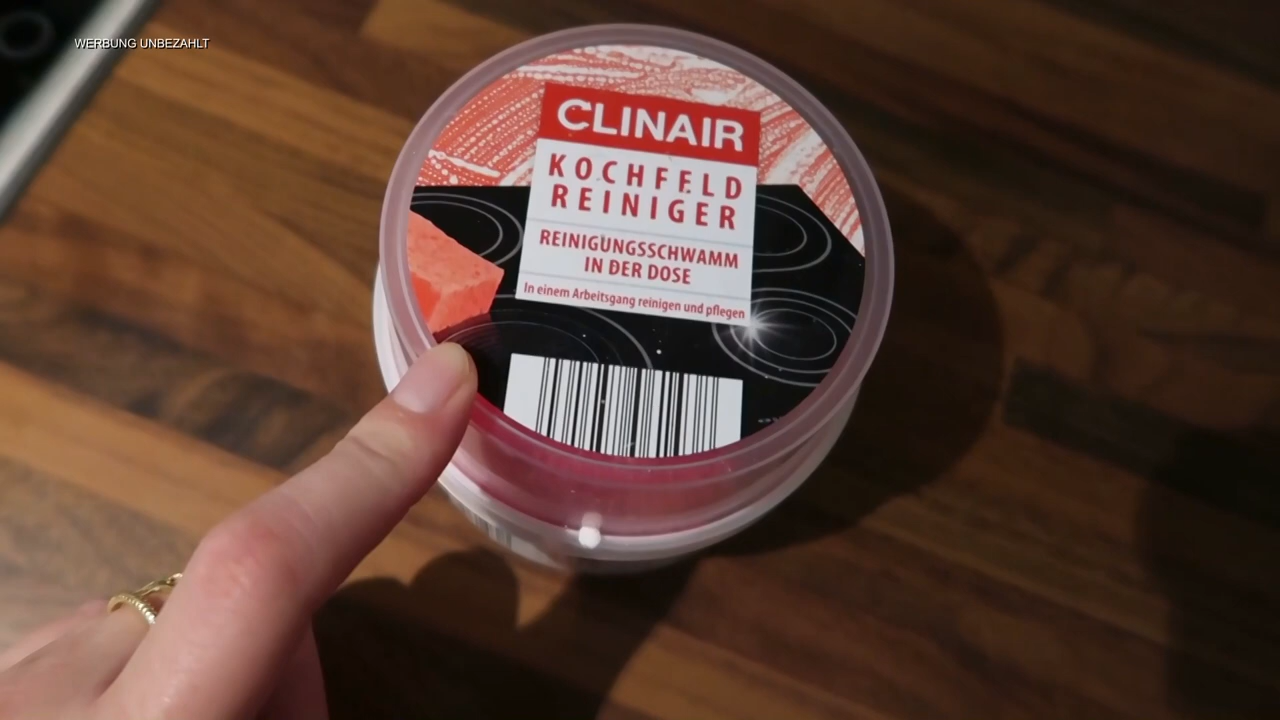 WERBUNG UNBEZAHLT
CLINAIR
KOCHFELD
REINIGER
REINIGUNGSSCHWAMM
IN DER DOSE
In einem Arbeitsgang reinigen und pflegen